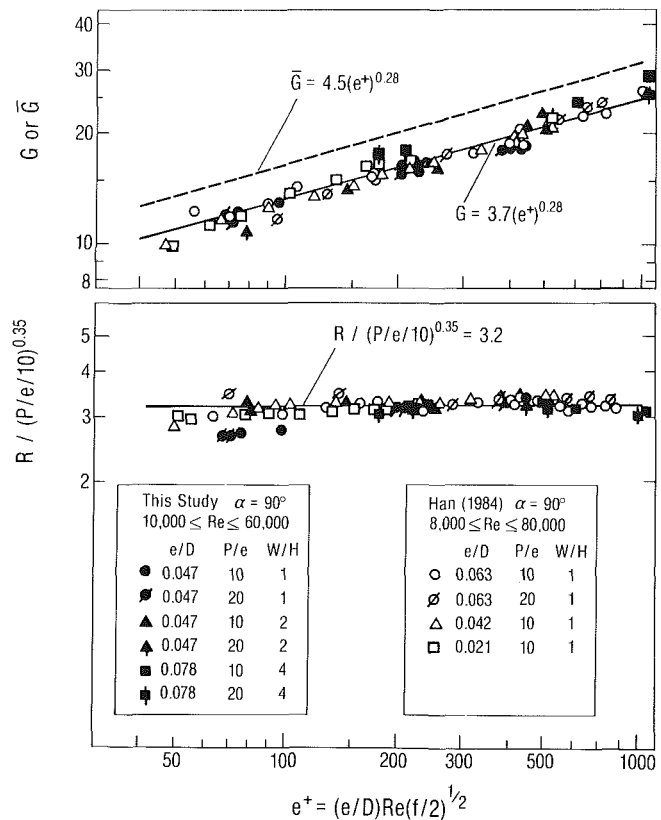 G or G̅
40
30
20
10
8
G̅ = 4.5(e⁺)^0.28
G = 3.7(e⁺)^0.28
R / (P/e/10)^0.35
5
4
3
2
R / (P/e/10)^0.35 = 3.2
This Study α = 90°
10,000 ≤ Re ≤ 60,000
e/D P/e W/H
0.047 10 1
0.047 20 1
0.047 10 2
0.047 20 2
0.078 10 4
0.078 20 4
Han (1984) α = 90°
8,000 ≤ Re ≤ 80,000
e/D P/e W/H
0.063 10 1
0.063 20 1
0.042 10 1
0.021 10 1
50 100 200 300 400 500 1000
e⁺ = (e/D)Re(f/2)^1/2